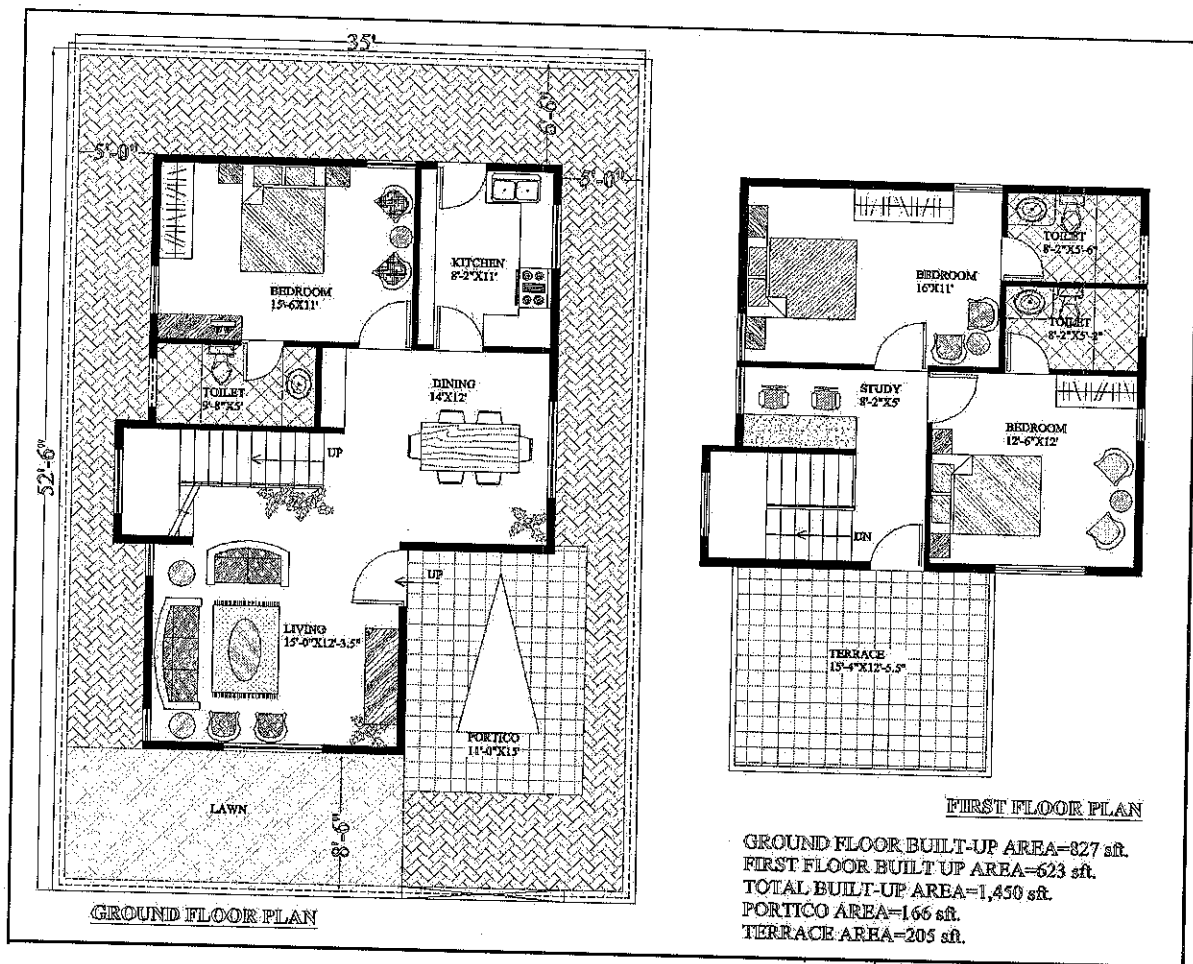 35'
6'-6"
5'-0"
5'-0"
52'-6"
BEDROOM
15'-6X11'
KITCHEN
8'-2"X11'
TOILET
9'-8"X5'
DINING
14'X12'
UP
UP
LIVING
15'-0"X12'-3.5"
PORTICO
11'-0"X15'
LAWN
8'-6"
GROUND FLOOR PLAN
BEDROOM
16'X11'
TOILET
8'-2"X5'-6"
TOILET
8'-2"X5'-2"
STUDY
8'-2"X5'
BEDROOM
12'-6"X12'
DN
TERRACE
15'-4"X12'-5.5"
FIRST FLOOR PLAN
GROUND FLOOR BUILT-UP AREA=827 sft.
FIRST FLOOR BUILT UP AREA=623 sft.
TOTAL BUILT-UP AREA=1,450 sft.
PORTICO AREA=166 sft.
TERRACE AREA=205 sft.